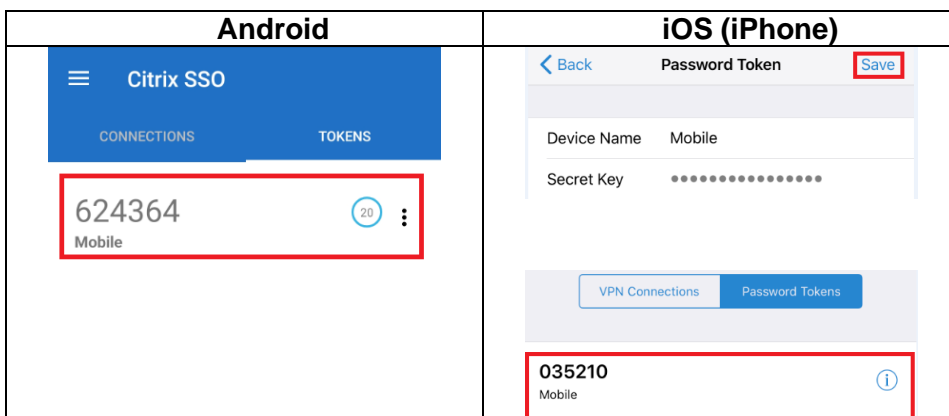 Android
Citrix SSO
CONNECTIONS TOKENS
624364
20
Mobile
iOS (iPhone)
Back Password Token Save
Device Name Mobile
Secret Key ••••••••••••••••
VPN Connections Password Tokens
035210
Mobile